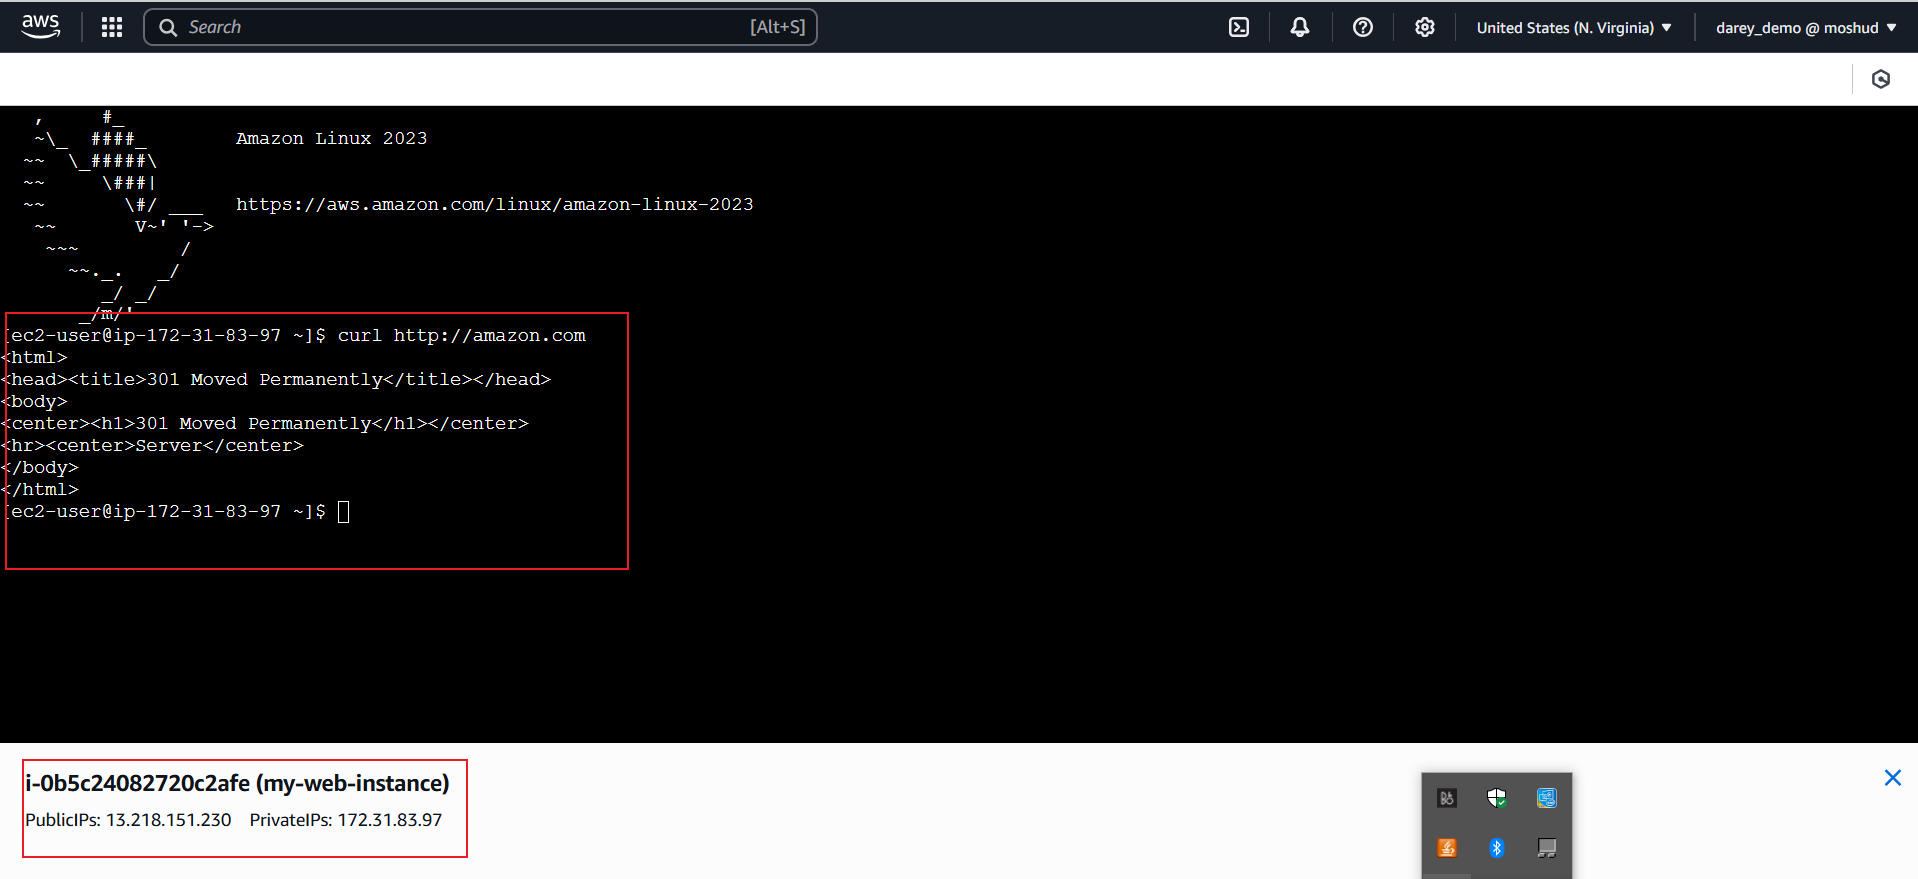 aws
Search [Alt+S]
United States (N. Virginia) ▼
darey_demo @ moshud ▼
   ,     #_
   ~\_  ####_        Amazon Linux 2023
  ~~  \_#####\
  ~~     \###|
  ~~       \#/ ___   https://aws.amazon.com/linux/amazon-linux-2023
   ~~       V~' '->
    ~~~         /
      ~~._.   _/
         _/ _/
       _/m/'
[ec2-user@ip-172-31-83-97 ~]$ curl http://amazon.com
<html>
<head><title>301 Moved Permanently</title></head>
<body>
<center><h1>301 Moved Permanently</h1></center>
<hr><center>Server</center>
</body>
</html>
[ec2-user@ip-172-31-83-97 ~]$
i-0b5c24082720c2afe (my-web-instance)
PublicIPs: 13.218.151.230 PrivateIPs: 172.31.83.97